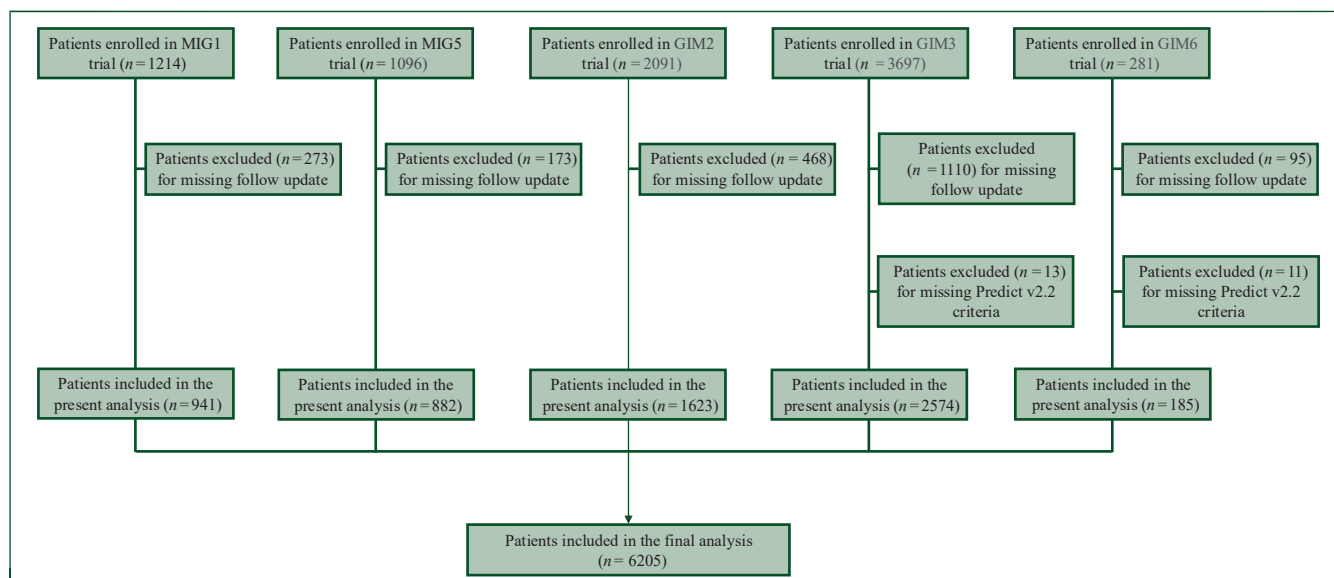 Patients enrolled in MIG1
trial (n=1214)
Patients enrolled in MIG5
trial (n= 1096)
Patients enrolled in GIM2
trial (n=2091)
Patients enrolled in GIM3
trial (n = 3697)
Patients enrolled in GIM6
trial (n=281)
Patients excluded (n=273)
for missing follow update
Patients excluded (n=173)
for missing follow update
Patients excluded (n= 468)
for missing follow update
Patients excluded
(n =1110) for missing
follow update
Patients excluded (n= 95)
for missing follow update
Patients excluded (n=13)
for missing Predict v2.2
criteria
Patients excluded (n=11)
for missing Predict v2.2
criteria
Patients included in the
present analysis (n=941)
Patients included in the
present analysis (n=882)
Patients included in the
present analysis (n=1623)
Patients included in the
present analysis (n=2574)
Patients included in the
present analysis (n=185)
Patients included in the final analysis
(n= 6205)